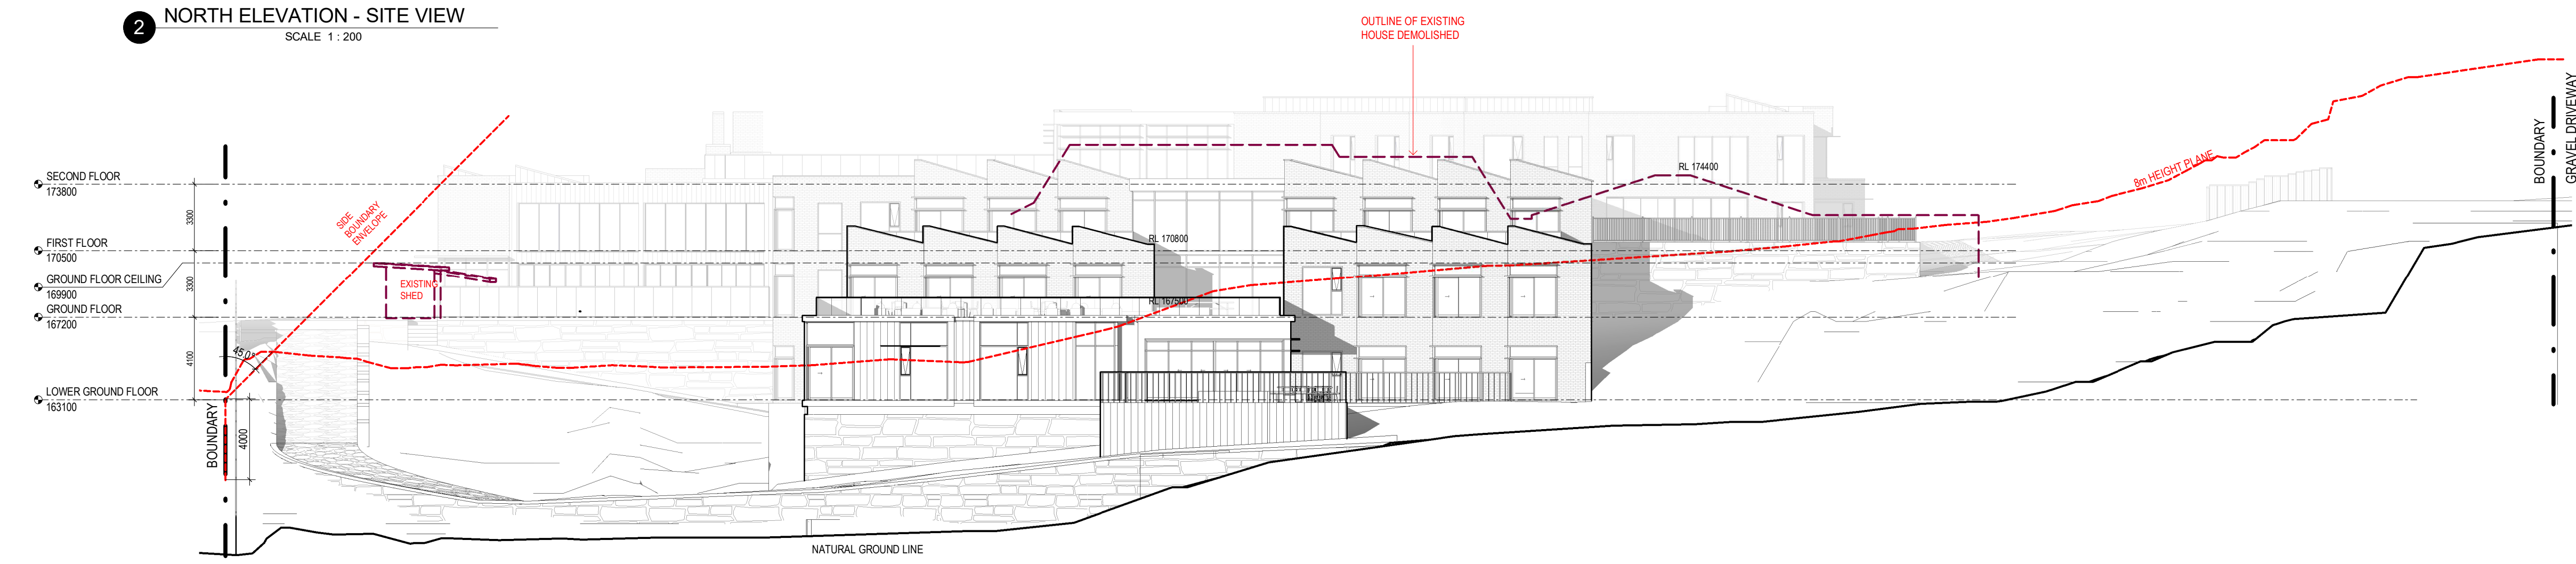 2
NORTH ELEVATION - SITE VIEW
SCALE 1 : 200
OUTLINE OF EXISTING
HOUSE DEMOLISHED
SECOND FLOOR
173800
FIRST FLOOR
170500
GROUND FLOOR CEILING
169900
GROUND FLOOR
167200
LOWER GROUND FLOOR
163100
3300
3300
4100
4000
BOUNDARY
45.0°
SIDE
BOUNDARY
ENVELOPE
EXISTING
SHED
RL 170800
RL 167500
RL 174400
8m HEIGHT PLANE
BOUNDARY
GRAVEL DRIVEWAY
NATURAL GROUND LINE